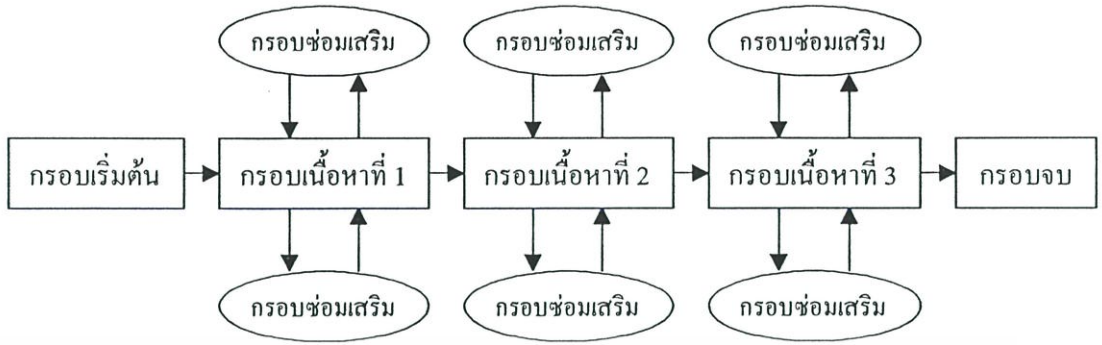 กรอบซ่อมเสริม กรอบซ่อมเสริม กรอบซ่อมเสริม
กรอบเริ่มต้น กรอบเนื้อหาที่ 1 กรอบเนื้อหาที่ 2 กรอบเนื้อหาที่ 3 กรอบจบ
กรอบซ่อมเสริม กรอบซ่อมเสริม กรอบซ่อมเสริม